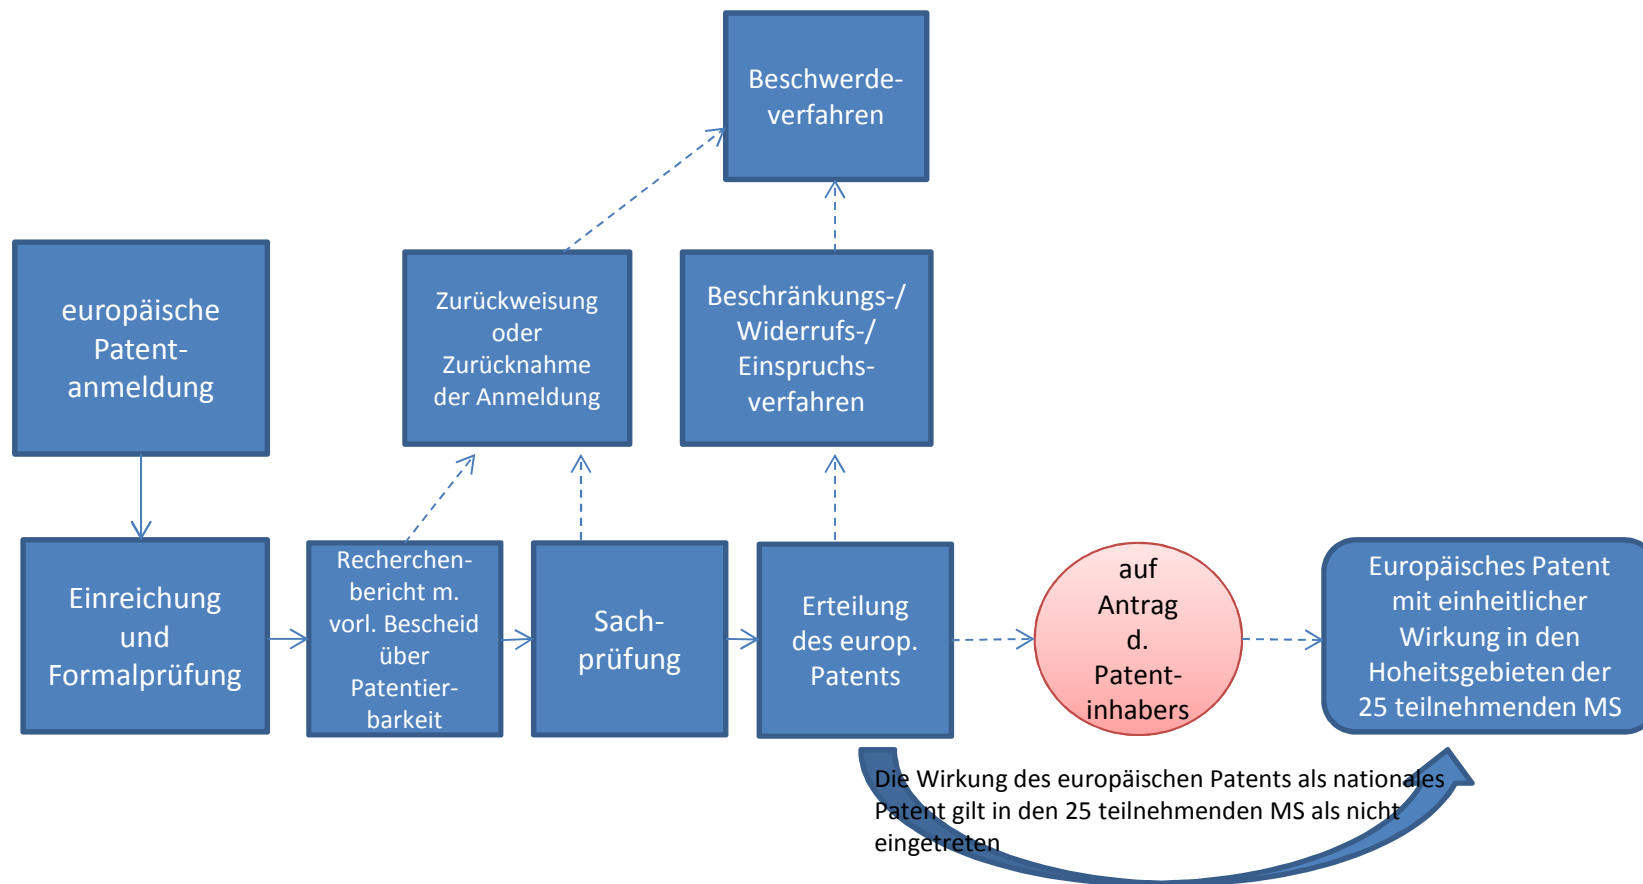 Beschwerde-
verfahren
europäische
Patent-
anmeldung
Zurückweisung
oder
Zurücknahme
der Anmeldung
Beschränkungs-/
Widerrufs-/
Einspruchs-
verfahren
Einreichung
und
Formalprüfung
Recherchen-
bericht m.
vorl. Bescheid
über
Patentier-
barkeit
Sach-
prüfung
Erteilung
des europ.
Patents
auf
Antrag
d.
Patent-
inhabers
Europäisches Patent
mit einheitlicher
Wirkung in den
Hoheitsgebieten der
25 teilnehmenden MS
Die Wirkung des europäischen Patents als nationales
Patent gilt in den 25 teilnehmenden MS als nicht
eingetreten